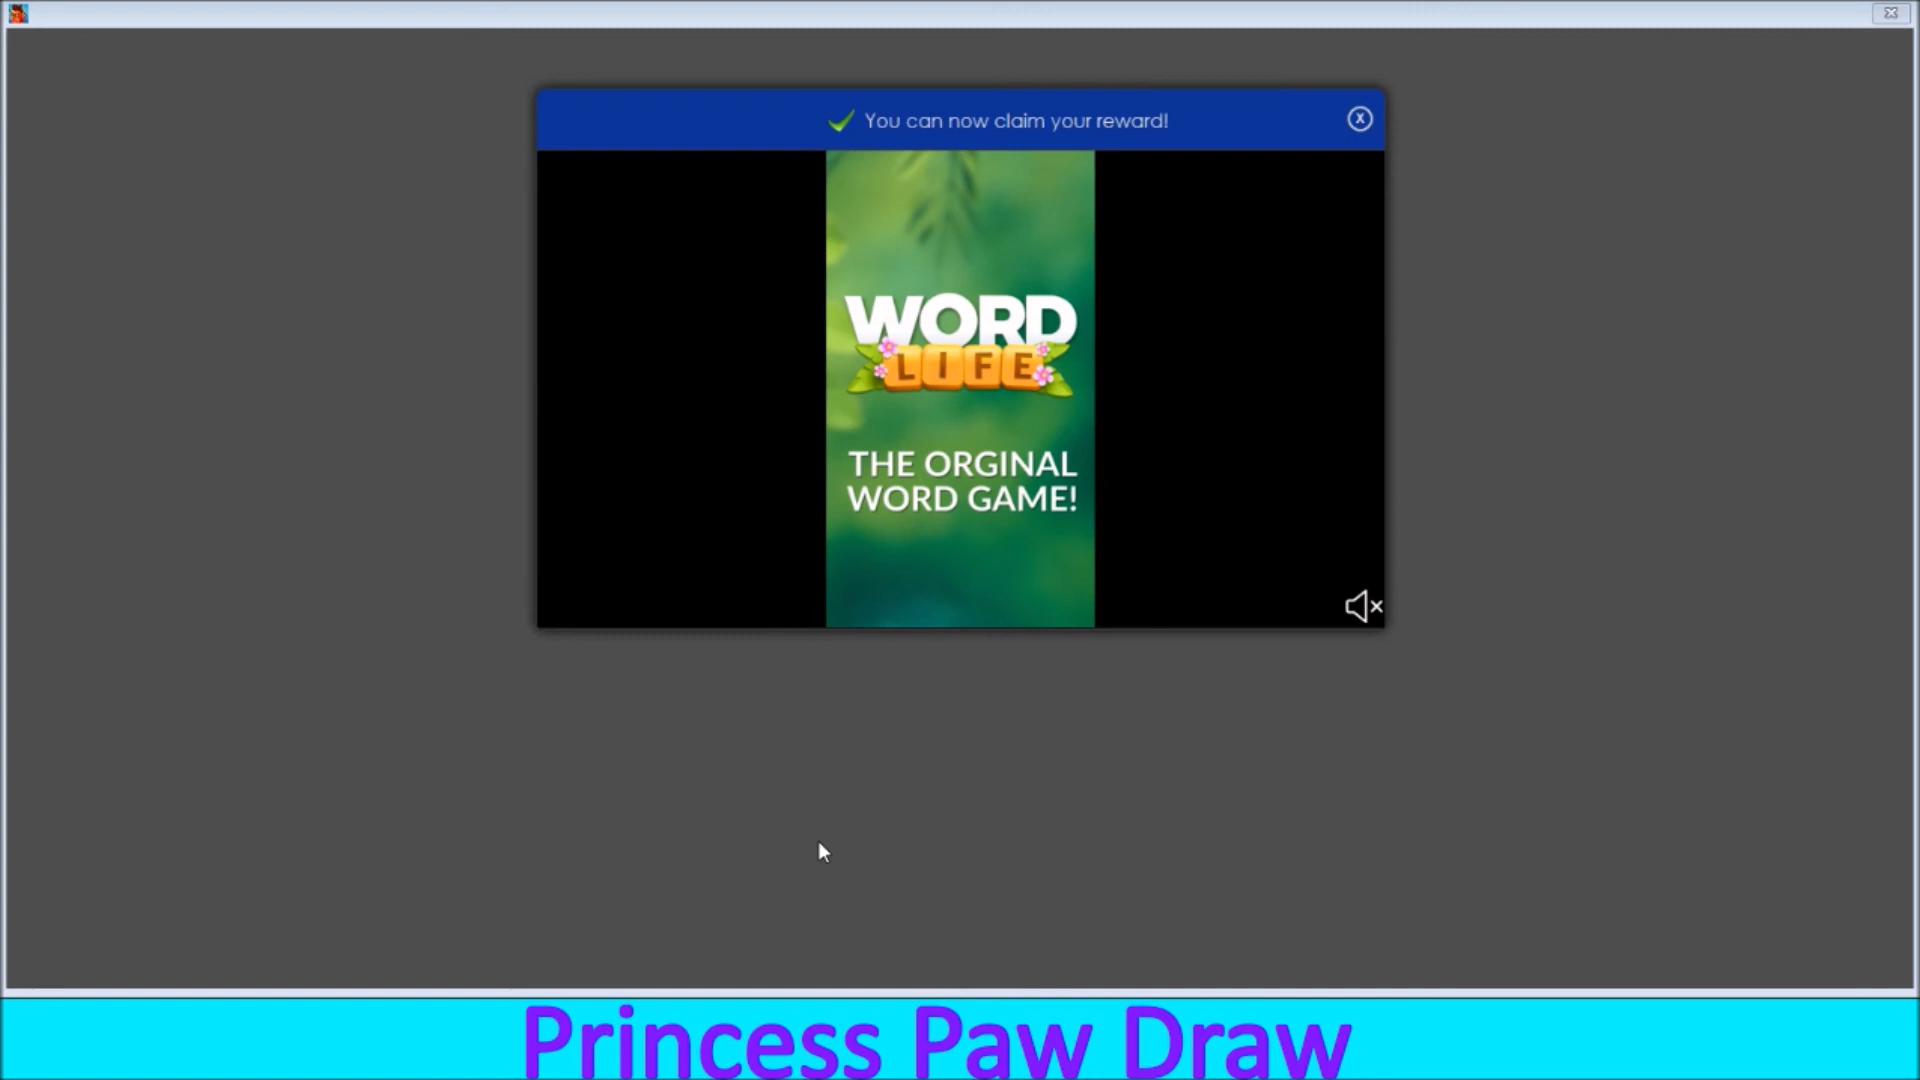 You can now claim your reward!
WORD
LIFE
THE ORGINAL
WORD GAME!
Princess Paw Draw